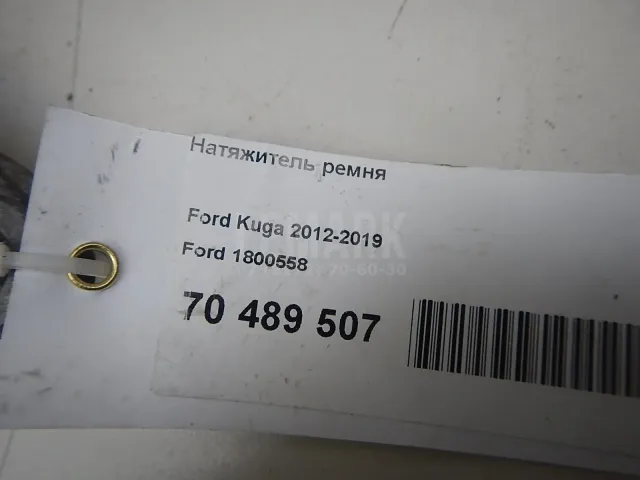 Натяжитель ремня
Ford Kuga 2012-2019
Ford 1800558
70 489 507